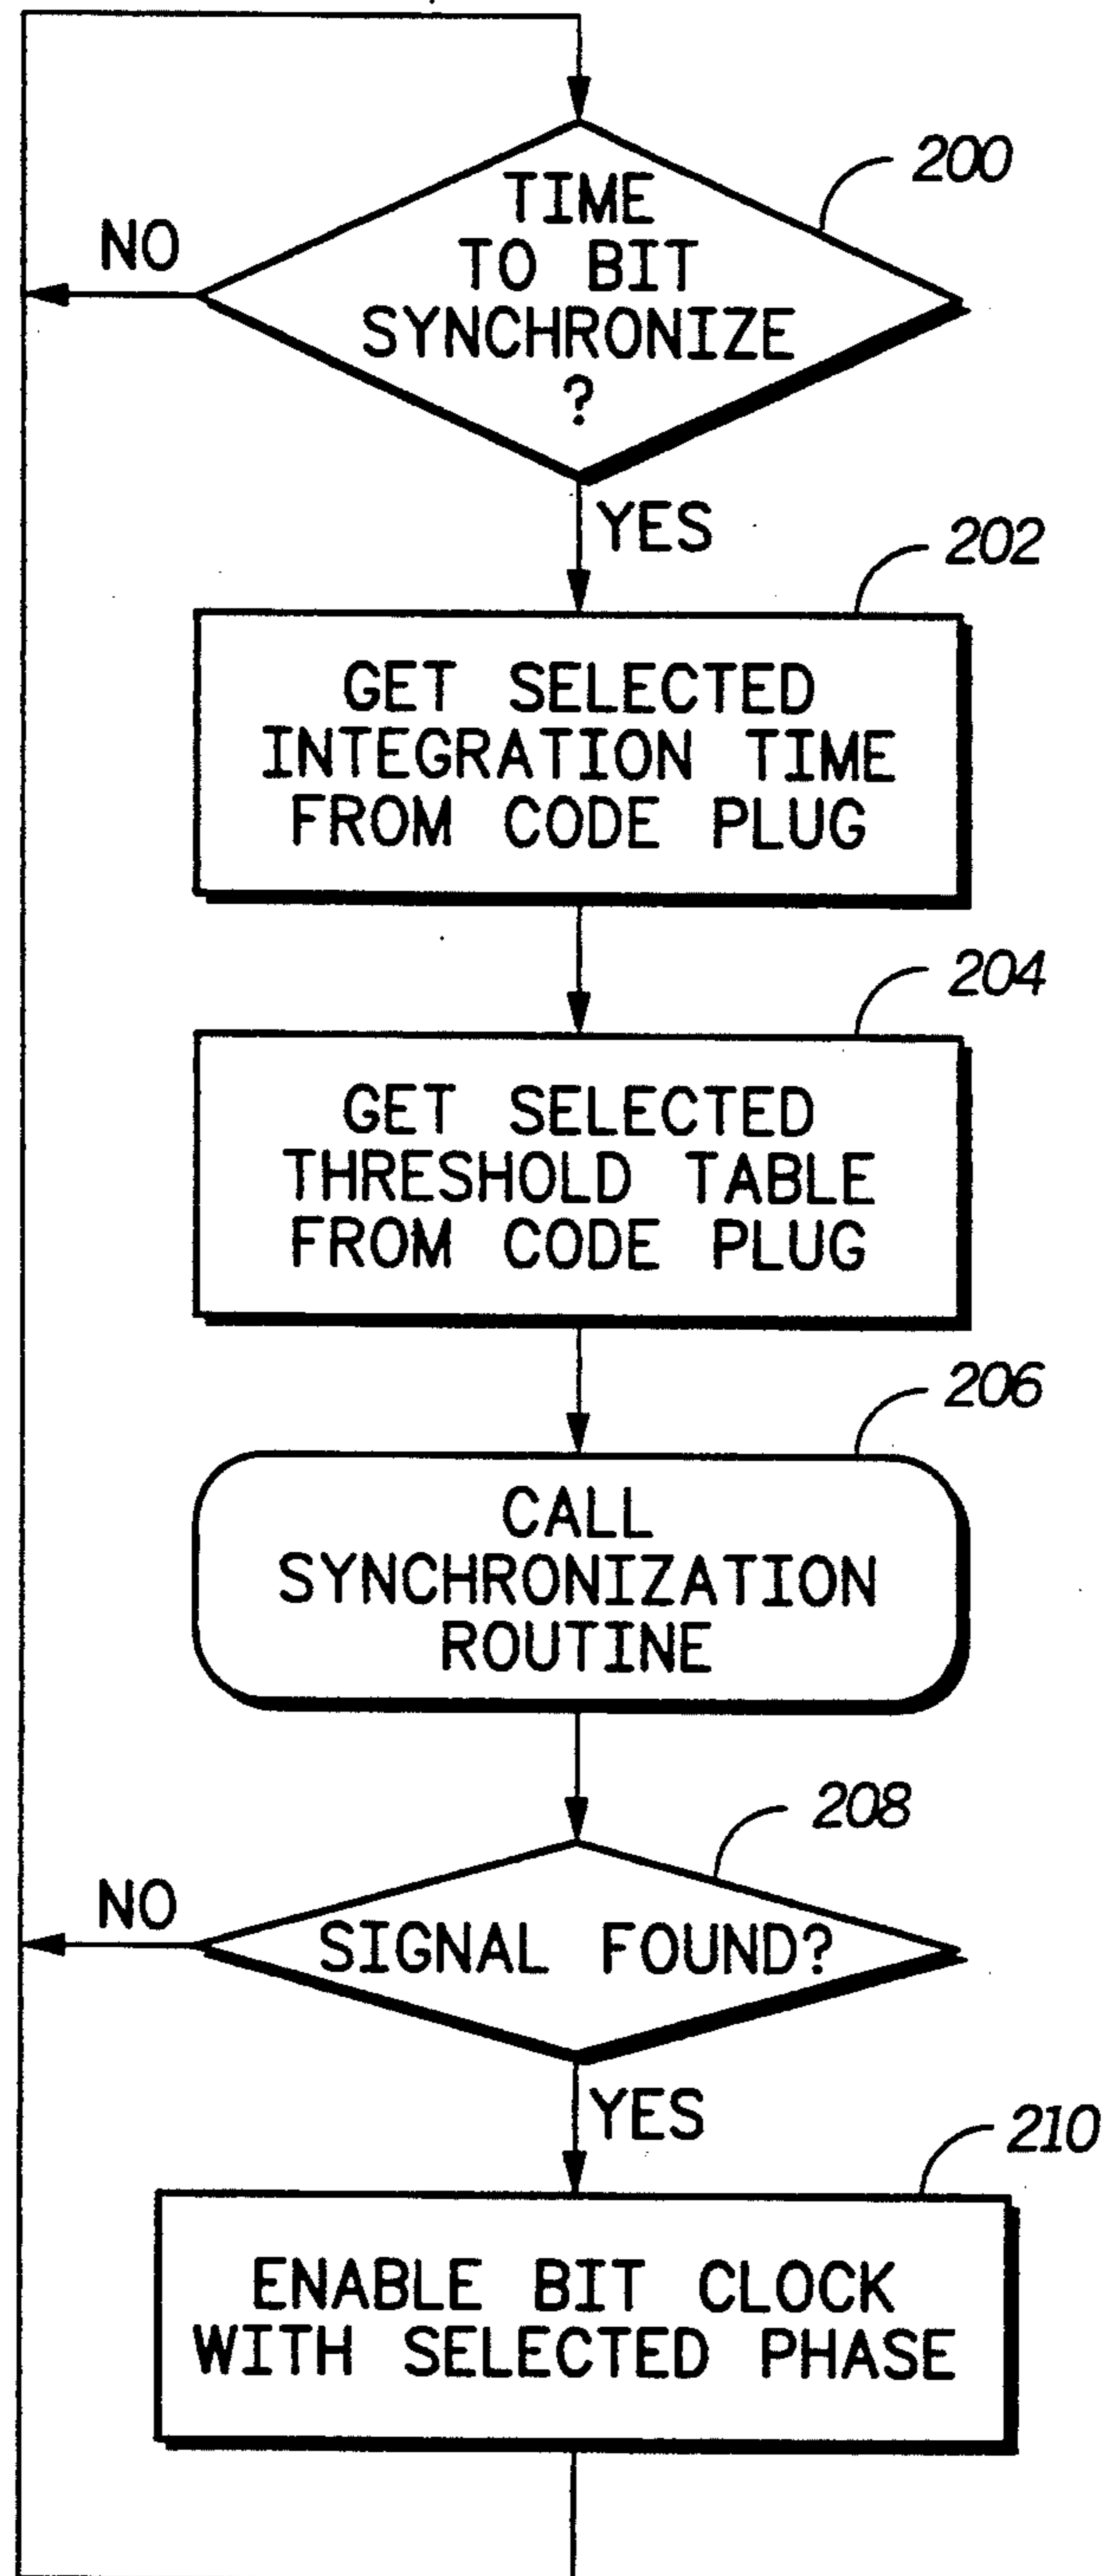 200
TIME
TO BIT
SYNCHRONIZE
?
NO
YES
202
GET SELECTED
INTEGRATION TIME
FROM CODE PLUG
204
GET SELECTED
THRESHOLD TABLE
FROM CODE PLUG
206
CALL
SYNCHRONIZATION
ROUTINE
208
NO
SIGNAL FOUND?
YES
210
ENABLE BIT CLOCK
WITH SELECTED PHASE